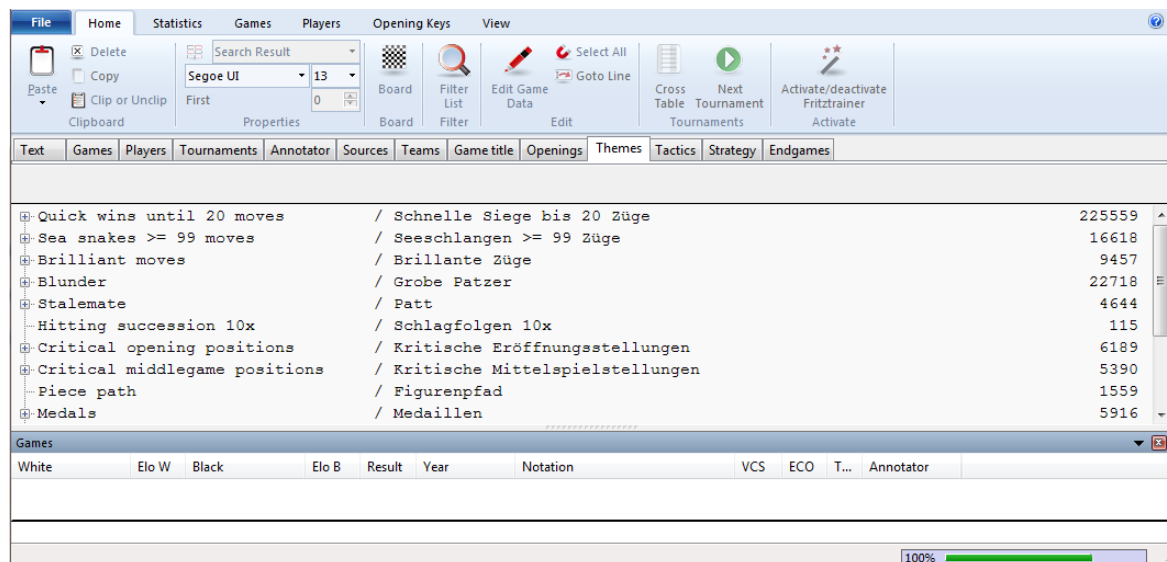 File Home Statistics Games Players Opening Keys View
Paste
Delete
Copy
Clip or Unclip
Clipboard
Search Result
Segoe UI 13
First 0
Properties
Board
Board
Filter List
Filter
Edit Game Data
Select All
Goto Line
Edit
Cross Table
Next Tournament
Tournaments
Activate/deactivate Fritztrainer
Activate
Text Games Players Tournaments Annotator Sources Teams Game title Openings Themes Tactics Strategy Endgames
Quick wins until 20 moves / Schnelle Siege bis 20 Züge 225559
Sea snakes >= 99 moves / Seeschlangen >= 99 Züge 16618
Brilliant moves / Brillante Züge 9457
Blunder / Grobe Patzer 22718
Stalemate / Patt 4644
Hitting succession 10x / Schlagfolgen 10x 115
Critical opening positions / Kritische Eröffnungsstellungen 6189
Critical middlegame positions / Kritische Mittelspielstellungen 5390
Piece path / Figurenpfad 1559
Medals / Medaillen 5916
Games
White Elo W Black Elo B Result Year Notation VCS ECO T... Annotator
100%